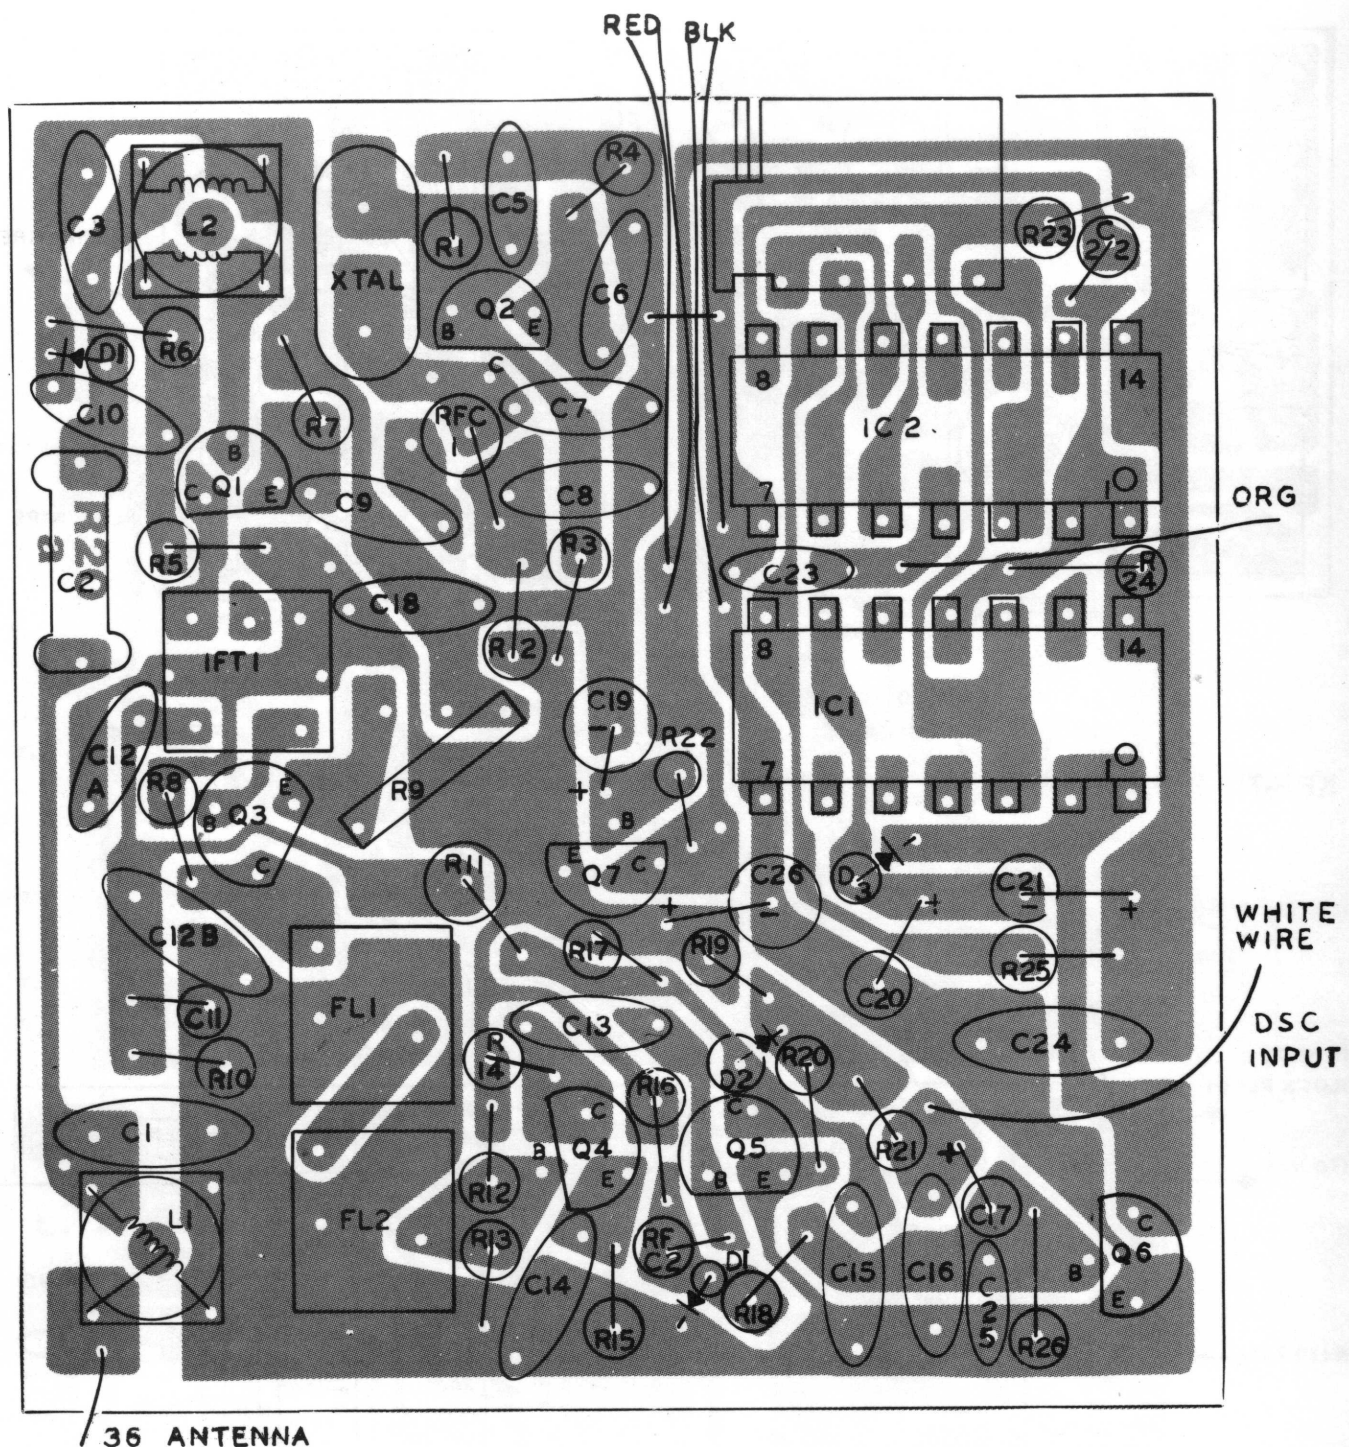 RED BLK
R4
C3
L2
C5
R1
R23
C
2/2
XTAL
Q2
B
E
C
C6
R6
D1
C10
R7
RFC
1
C7
8
14
IC 2
7
1
B
Q1
C
E
C9
C8
ORG
R29
a
R5
C2
R3
C23
R
24
C18
IFT1
R12
8
14
C19
-
+
IC1
R22
7
1
C12
A
R8
Q3
E
B
C
R9
B
E
Q7
C
R11
C26
+
-
D
3
+
C21
-
+
WHITE
WIRE
C12B
R17
R19
C20
R25
C11
FL1
C13
DSC
INPUT
R10
R
14
D2
R20
C24
C1
R16
C
Q4
B
E
C
Q5
B
E
R21
+
R12
C17
L1
FL2
R13
RF
C2
D1
C15
C16
C
25
B
C
Q6
E
C14
R15
R18
R26
36 ANTENNA